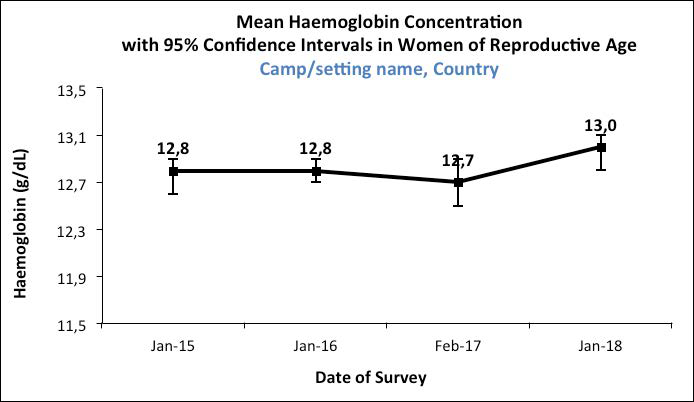 Mean Haemoglobin Concentration
with 95% Confidence Intervals in Women of Reproductive Age
Camp/setting name, Country
Haemoglobin (g/dL)
13,5
13,1
12,7
12,3
11,9
11,5
12,8
12,8
12,7
13,0
Jan-15
Jan-16
Feb-17
Jan-18
Date of Survey